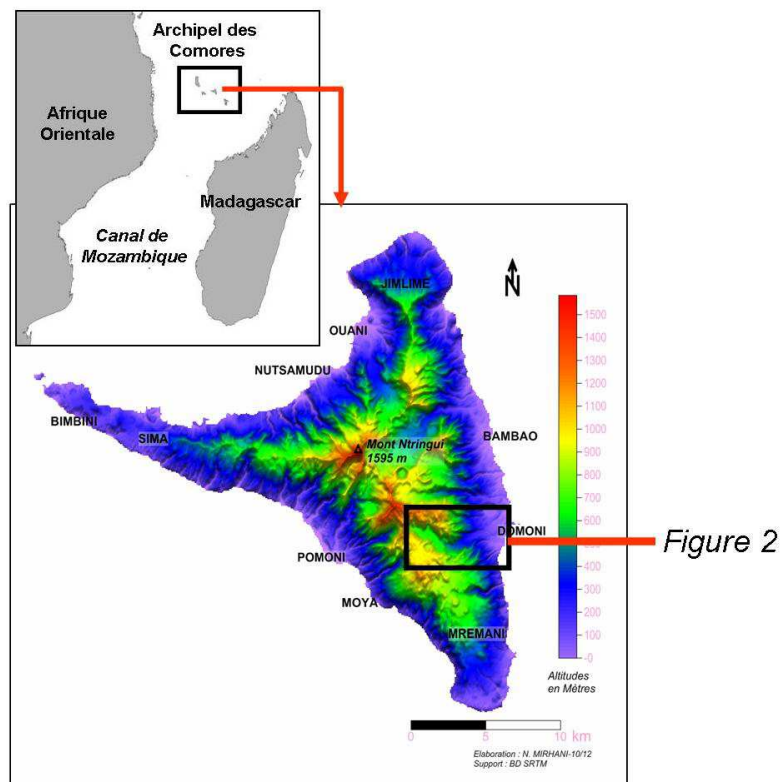 Archipel des
Comores
Afrique
Orientale
Madagascar
Canal de
Mozambique
N
JIMLIME
OUANI
NUTSAMUDU
BIMBINI
SIMA
Mont Ntringui
1595 m
BAMBAO
DOMONI
POMONI
MOYA
MREMANI
Figure 2
1500
1400
1300
1200
1100
1000
900
800
700
600
500
400
300
200
100
-0
Altitudes
en Mètres
0 5 10 km
Elaboration : N. MIRHANI-10/12
Support : BD SRTM